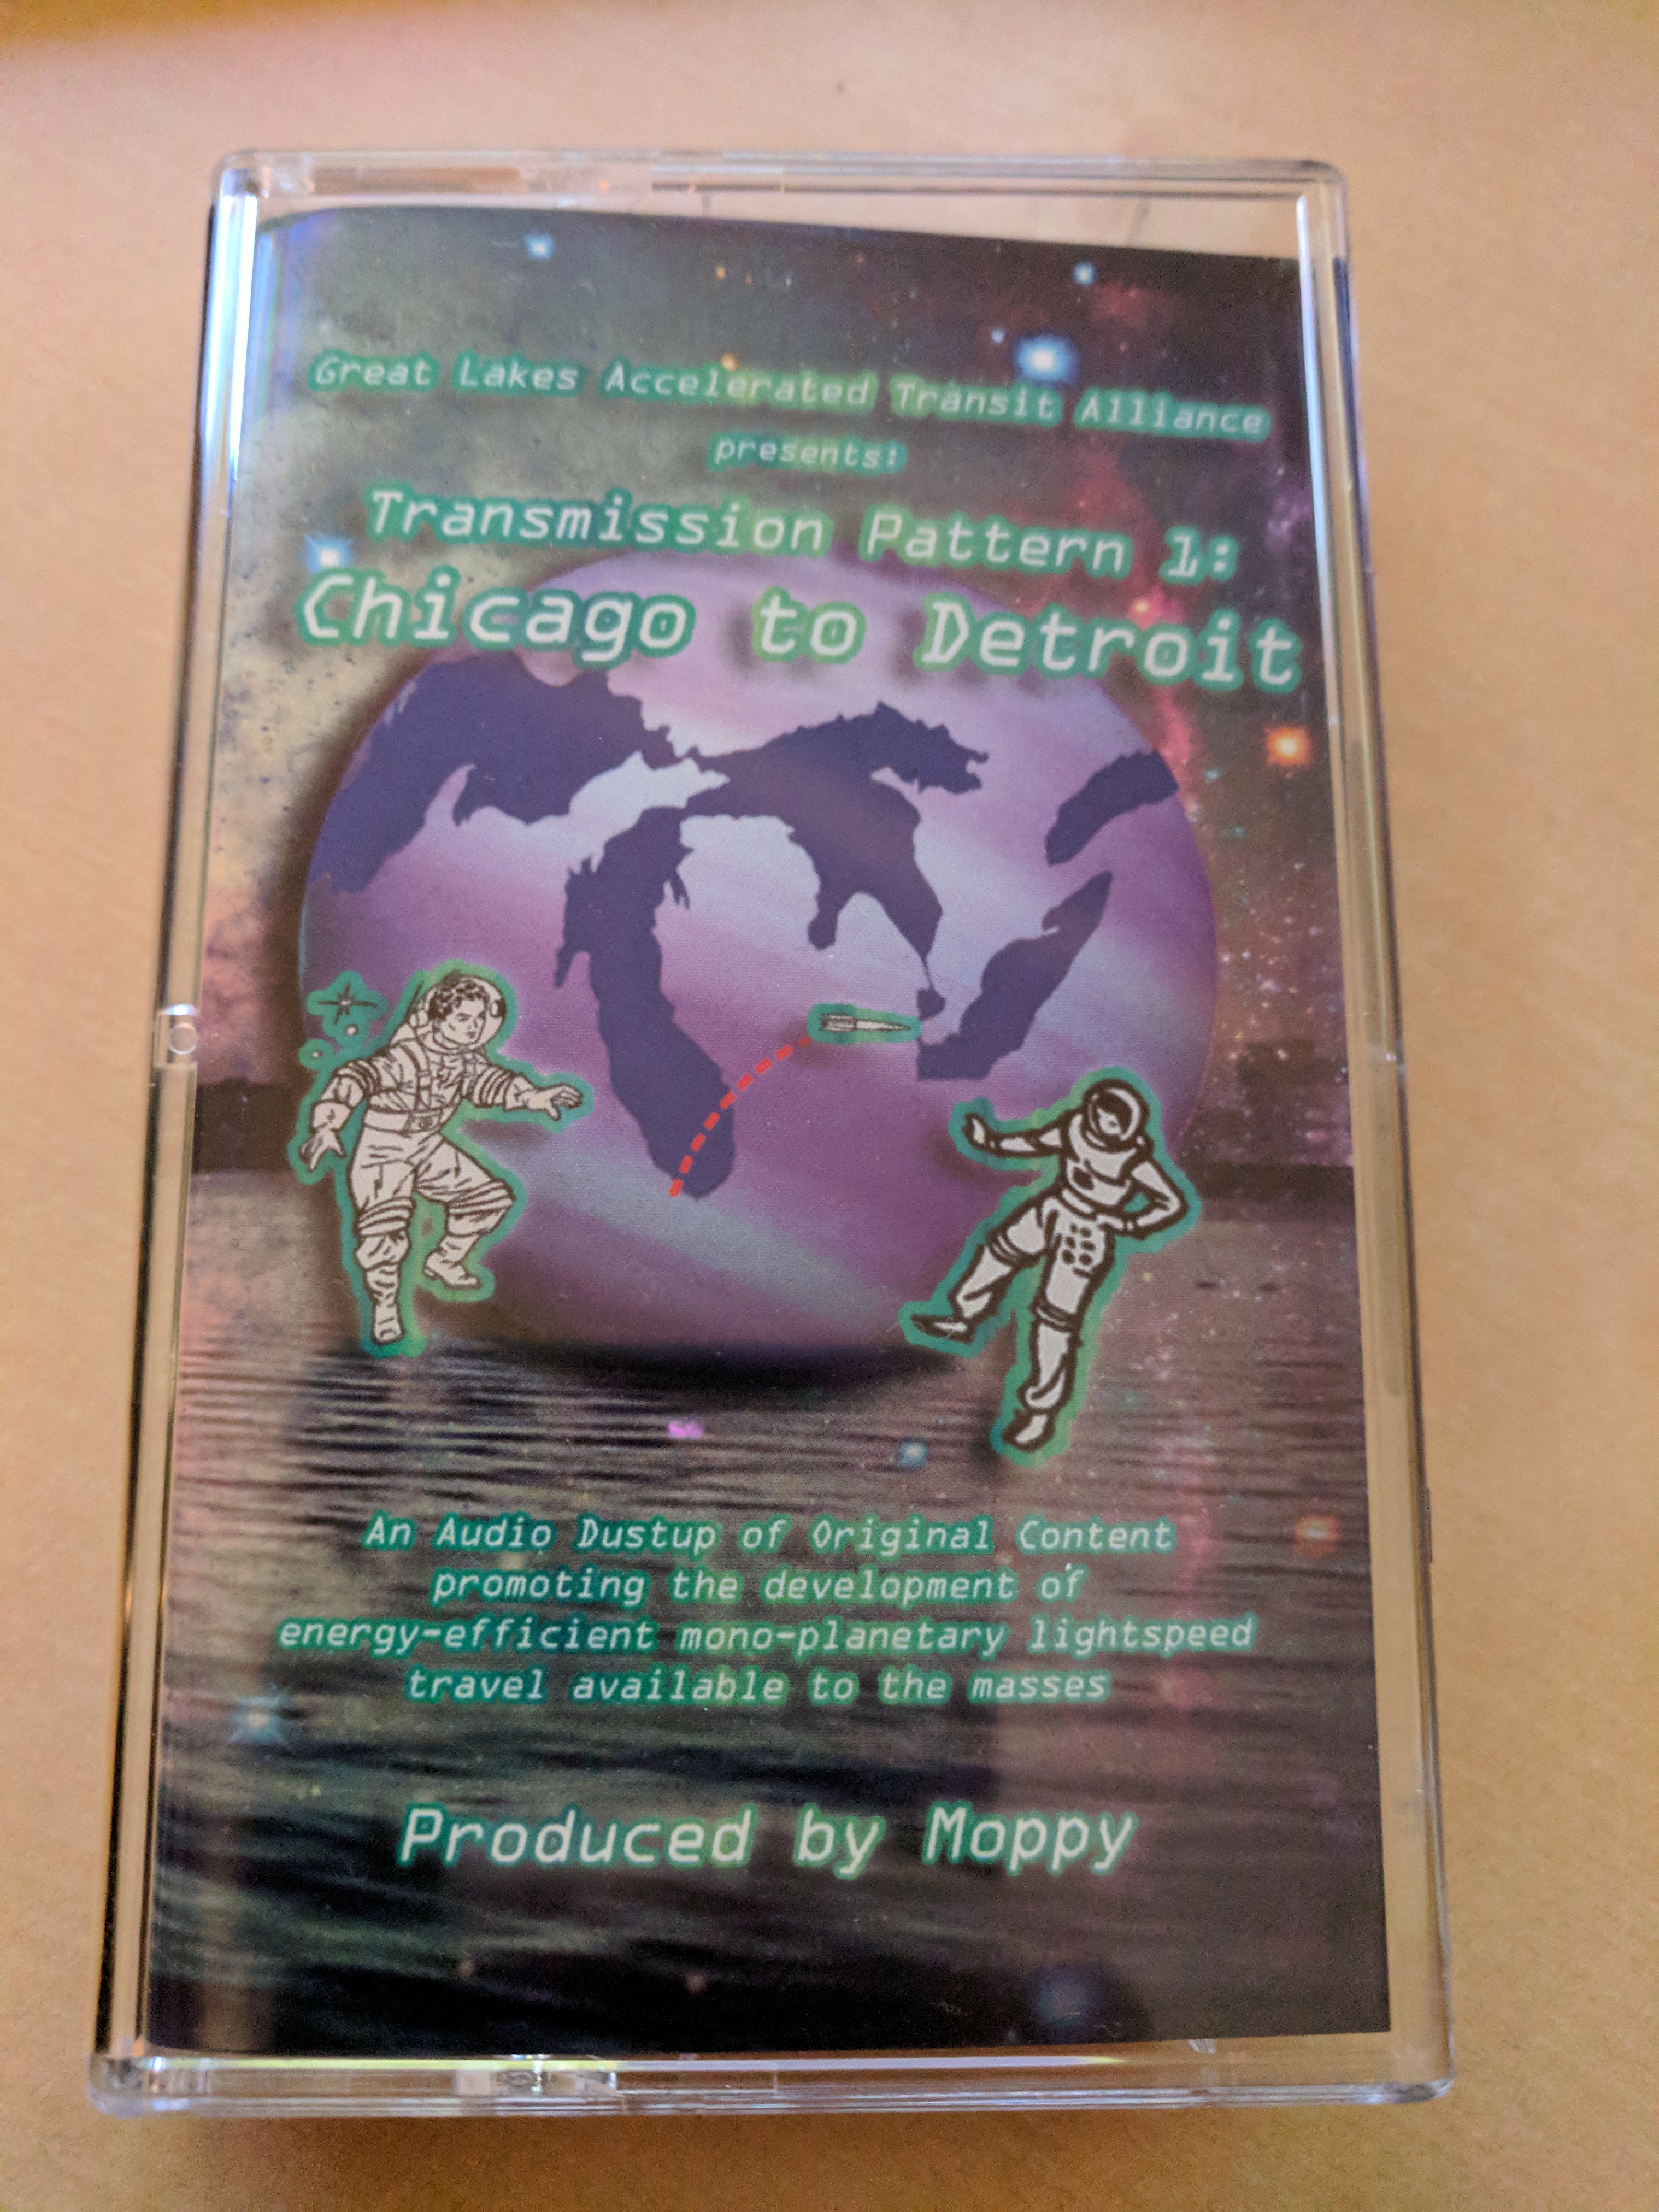 Great Lakes Accelerated Transit Alliance
presents:
Transmission Pattern 1:
Chicago to Detroit
An Audio Dustup of Original Content
promoting the development of
energy-efficient mono-planetary lightspeed
travel available to the masses
Produced by Moppy